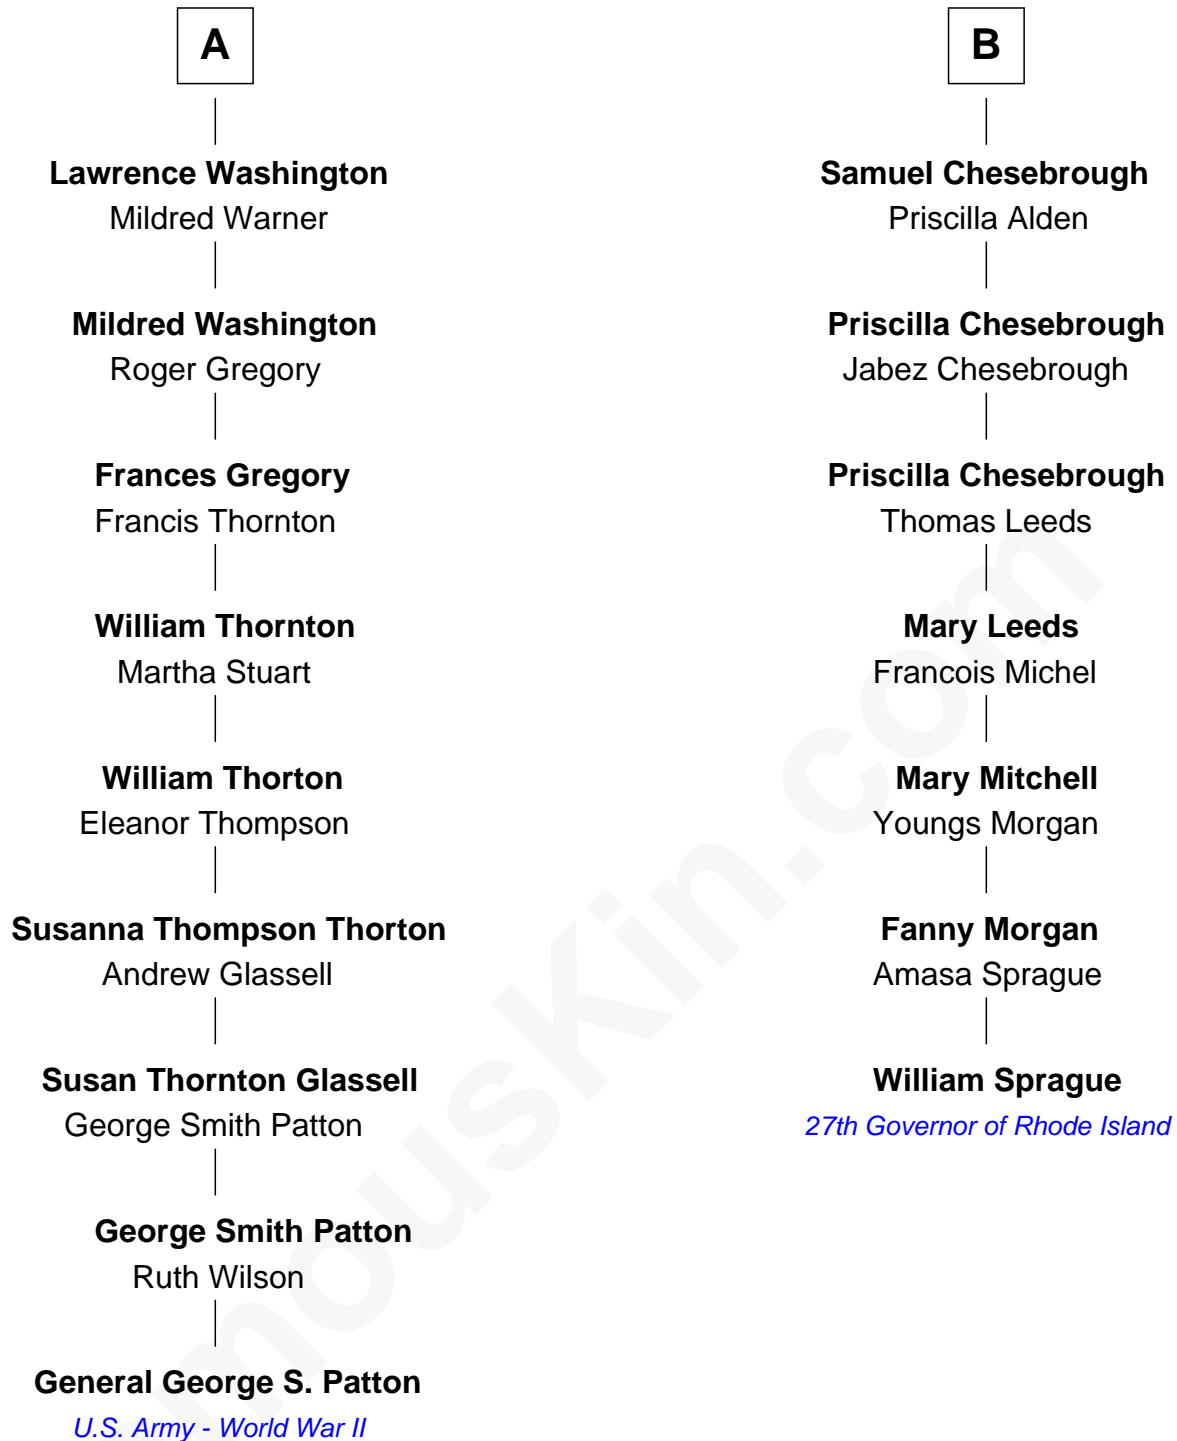 A
Lawrence Washington
Mildred Warner
Mildred Washington
Roger Gregory
Frances Gregory
Francis Thornton
William Thornton
Martha Stuart
William Thorton
Eleanor Thompson
Susanna Thompson Thorton
Andrew Glassell
Susan Thornton Glassell
George Smith Patton
George Smith Patton
Ruth Wilson
General George S. Patton
U.S. Army - World War II
B
Samuel Chesebrough
Priscilla Alden
Priscilla Chesebrough
Jabez Chesebrough
Priscilla Chesebrough
Thomas Leeds
Mary Leeds
Francois Michel
Mary Mitchell
Youngs Morgan
Fanny Morgan
Amasa Sprague
William Sprague
27th Governor of Rhode Island
mouskin.com